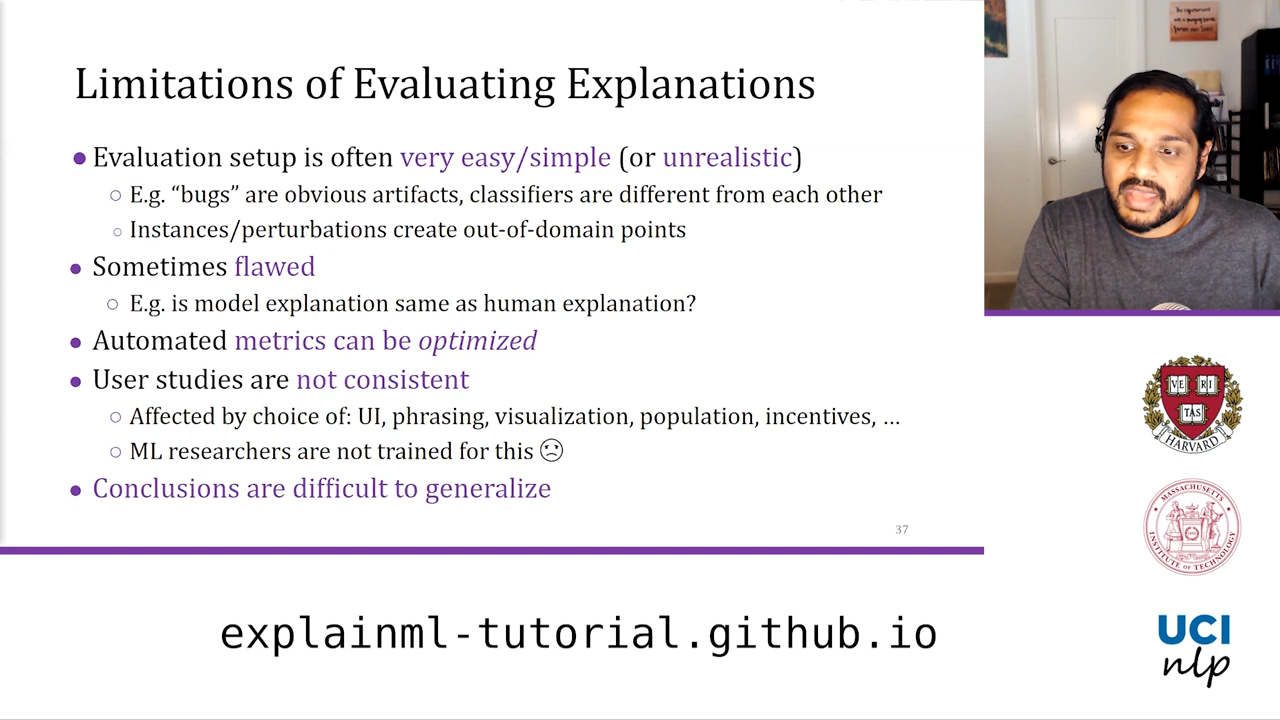 Limitations of Evaluating Explanations
● Evaluation setup is often very easy/simple (or unrealistic)
○ E.g. “bugs” are obvious artifacts, classifiers are different from each other
○ Instances/perturbations create out-of-domain points
● Sometimes flawed
○ E.g. is model explanation same as human explanation?
● Automated metrics can be optimized
● User studies are not consistent
○ Affected by choice of: UI, phrasing, visualization, population, incentives, …
○ ML researchers are not trained for this ☹
● Conclusions are difficult to generalize
37
explainml-tutorial.github.io
VE RI
TAS
HARVARD
MASSACHUSETTS
INSTITUTE OF TECHNOLOGY
UCI
nlp